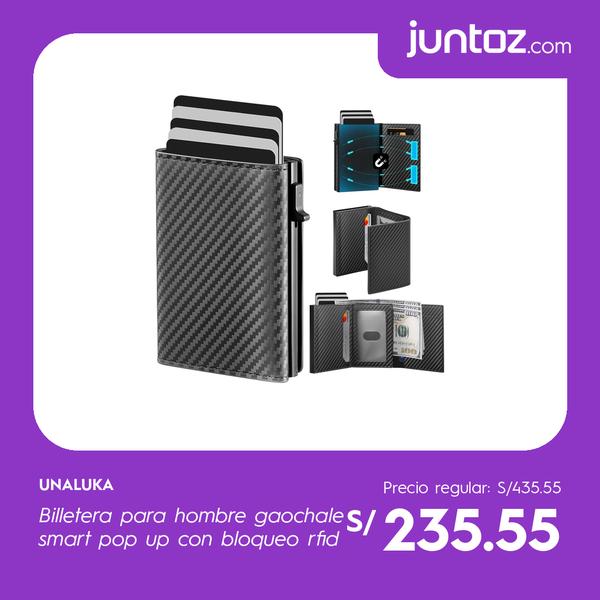 juntoz.com
100
UNALUKA
Precio regular: S/435.55
Billetera para hombre gaochale
smart pop up con bloqueo rfid
S/ 235.55